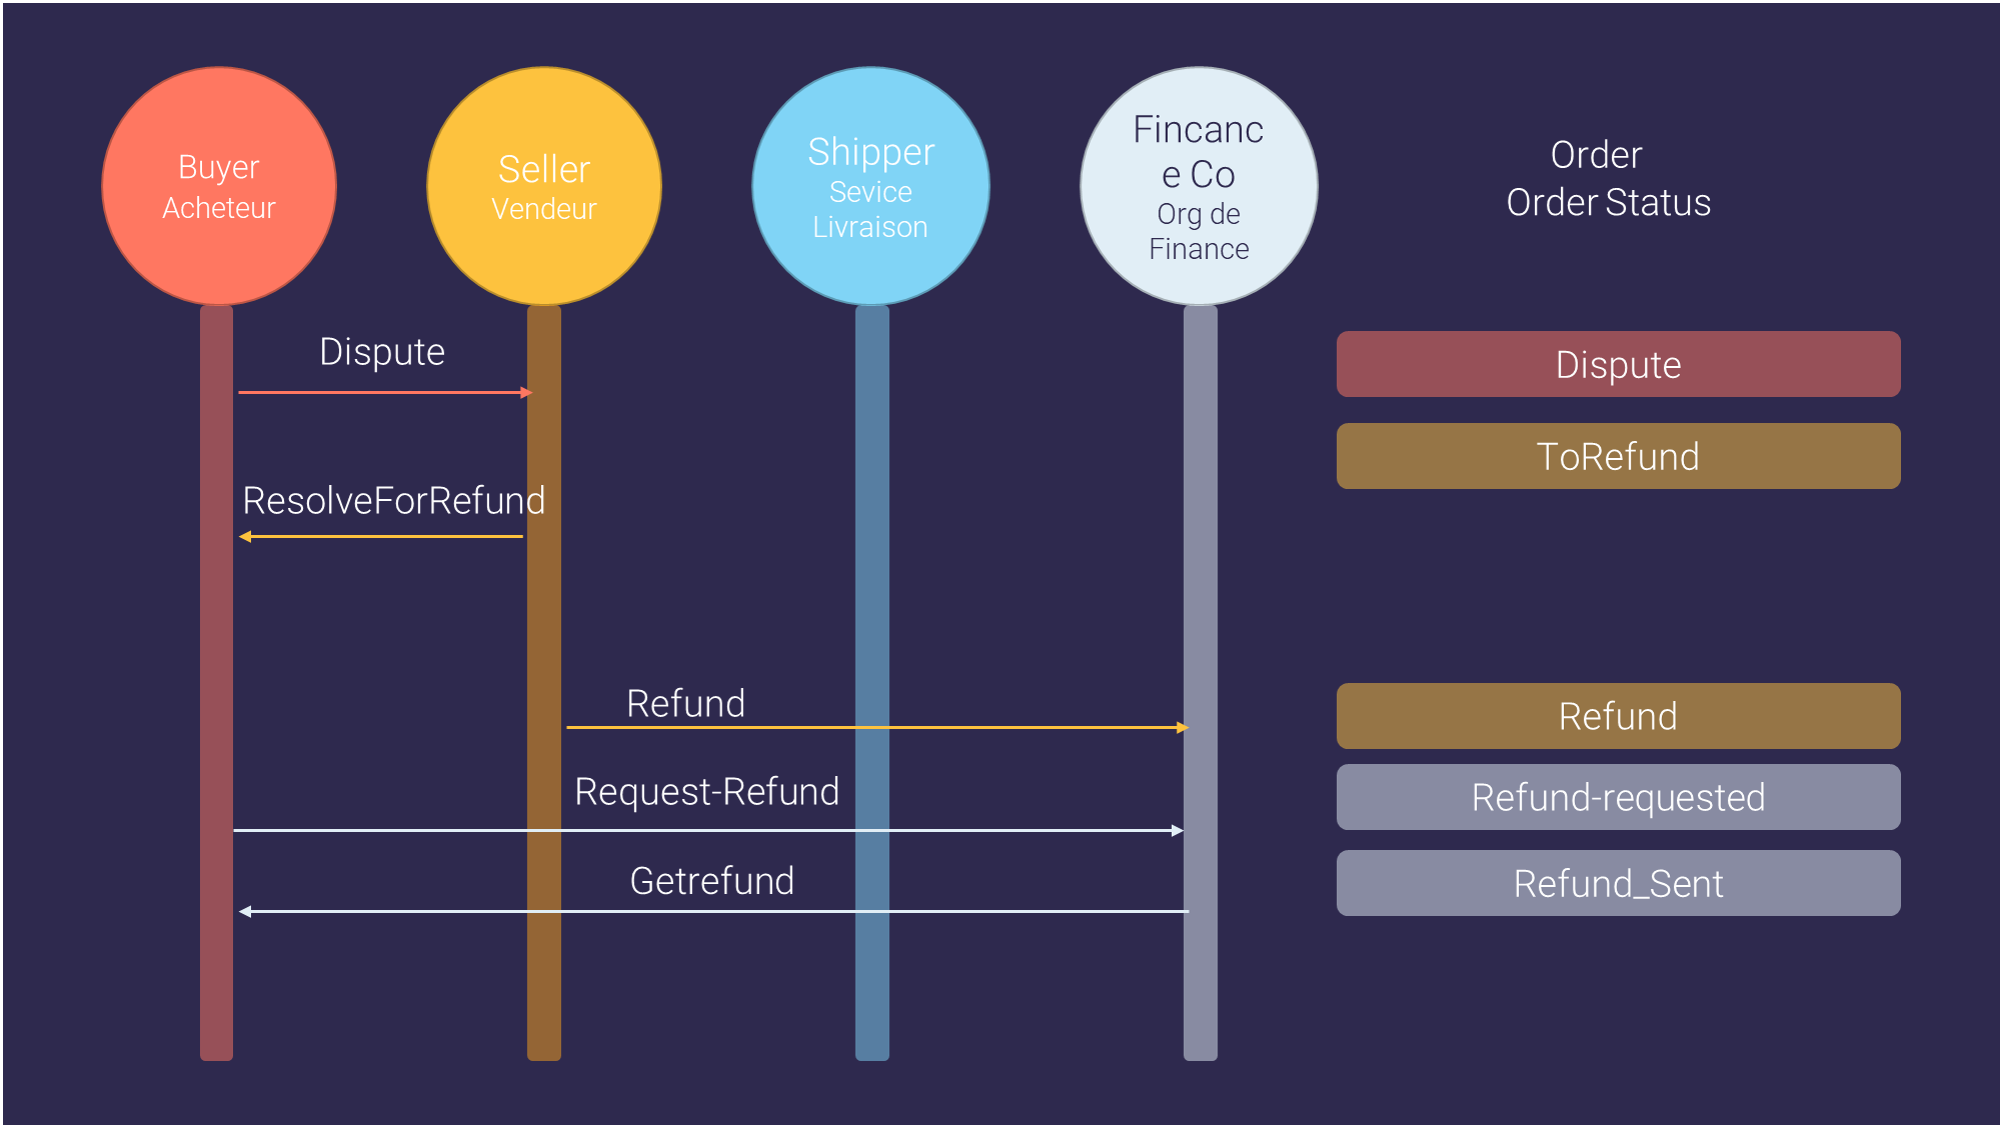 Buyer
Acheteur
Seller
Vendeur
Shipper
Sevice
Livraison
Fincanc
e Co
Org de
Finance
Order
Order Status
Dispute
Dispute
ToRefund
ResolveForRefund
Refund
Refund
Request-Refund
Refund-requested
Getrefund
Refund_Sent